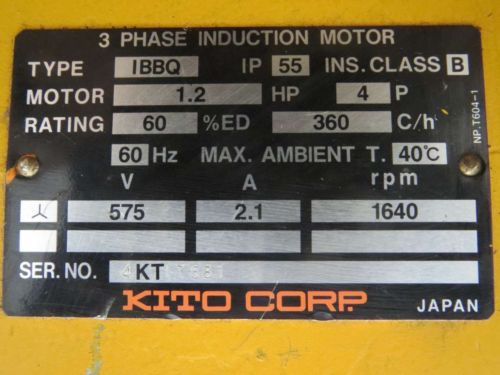 3 PHASE INDUCTION MOTOR
TYPE IBBQ IP 55 INS. CLASS B
MOTOR 1.2 HP 4 P
RATING 60 %ED 360 C/h
60 Hz MAX. AMBIENT T. 40℃
V A rpm
575 2.1 1640
SER. NO. 4KT
KITO CORP. JAPAN
NP. T604-1